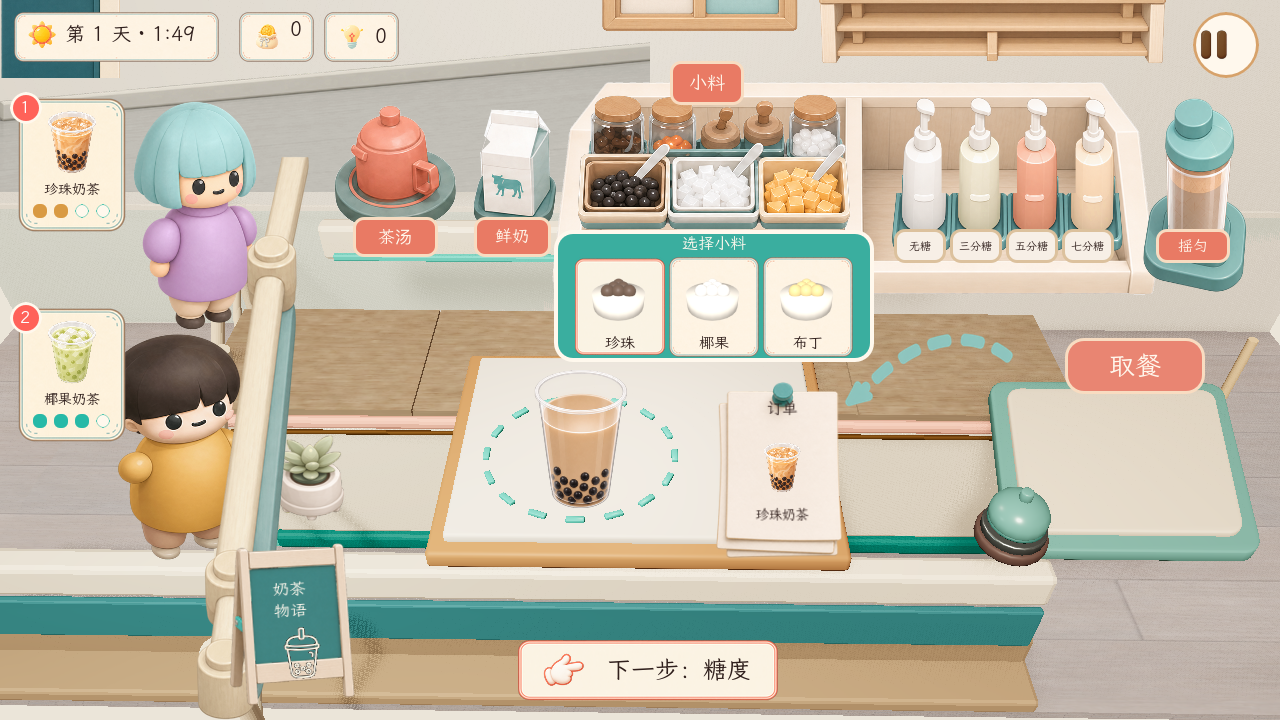 第 1 天・1:49
0
0
小料
1
珍珠奶茶
2
椰果奶茶
茶汤
鲜奶
无糖
三分糖
五分糖
七分糖
摇匀
选择小料
珍珠
椰果
布丁
取餐
订单
珍珠奶茶
奶茶
物语
下一步：糖度